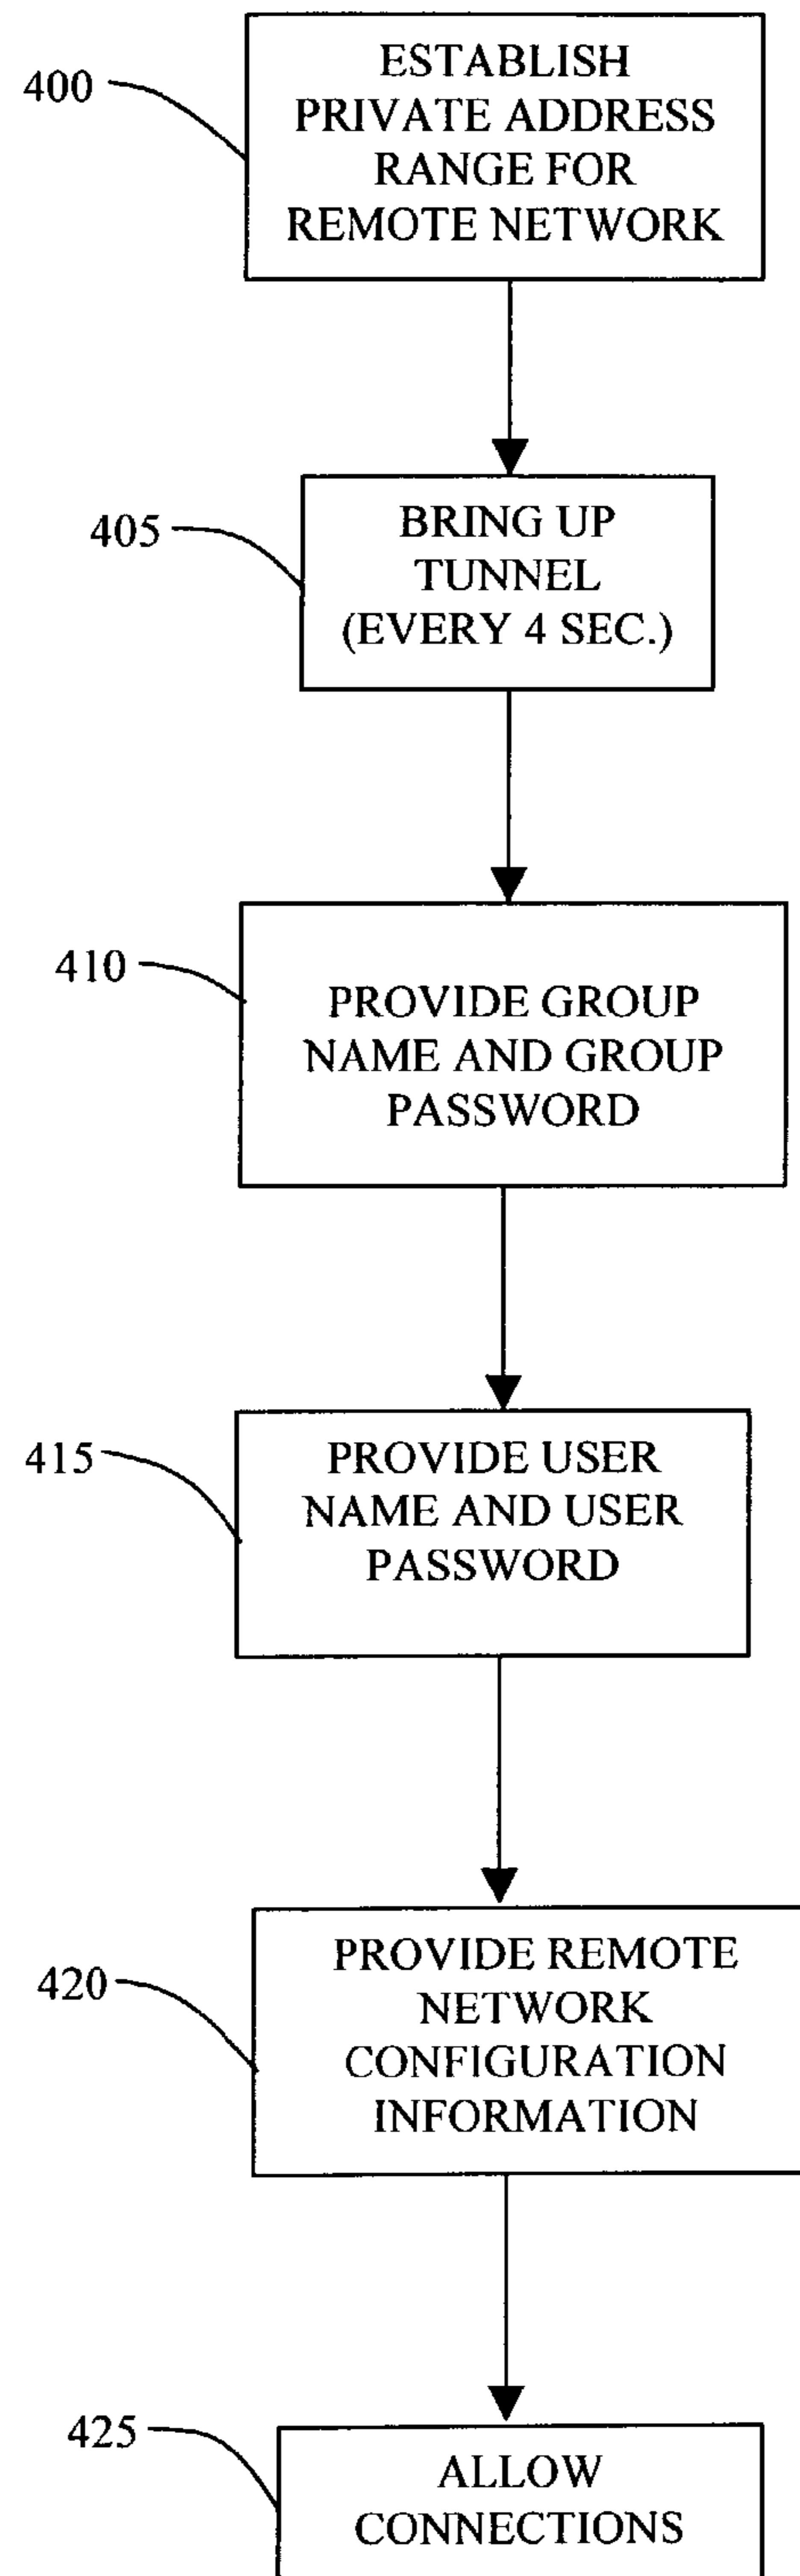 400
ESTABLISH
PRIVATE ADDRESS
RANGE FOR
REMOTE NETWORK
405
BRING UP
TUNNEL
(EVERY 4 SEC.)
410
PROVIDE GROUP
NAME AND GROUP
PASSWORD
415
PROVIDE USER
NAME AND USER
PASSWORD
420
PROVIDE REMOTE
NETWORK
CONFIGURATION
INFORMATION
425
ALLOW
CONNECTIONS